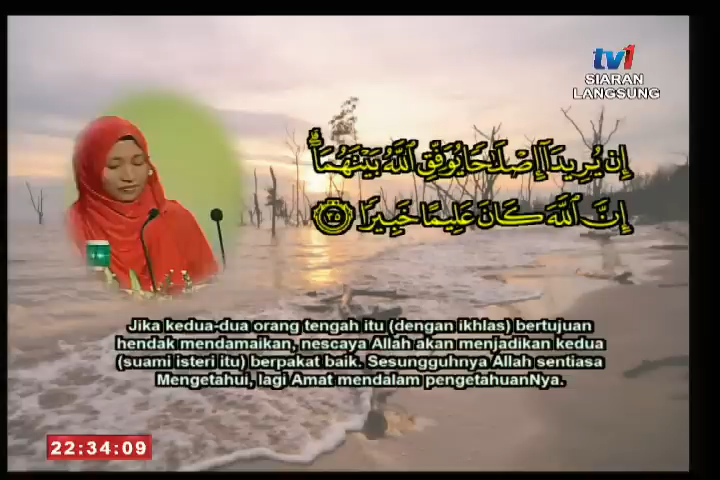 tv1
SIARAN
LANGSUNG
إِن يُرِيدَآ إِصْلَٰحًا يُوَفِّقِ ٱللَّهُ بَيْنَهُمَآ ۗ
إِنَّ ٱللَّهَ كَانَ عَلِيمًا خَبِيرًا ٣٥
Jika kedua-dua orang tengah itu (dengan ikhlas) bertujuan
hendak mendamaikan, nescaya Allah akan menjadikan kedua
(suami isteri itu) berpakat baik. Sesungguhnya Allah sentiasa
Mengetahui, lagi Amat mendalam pengetahuanNya.
22:34:09